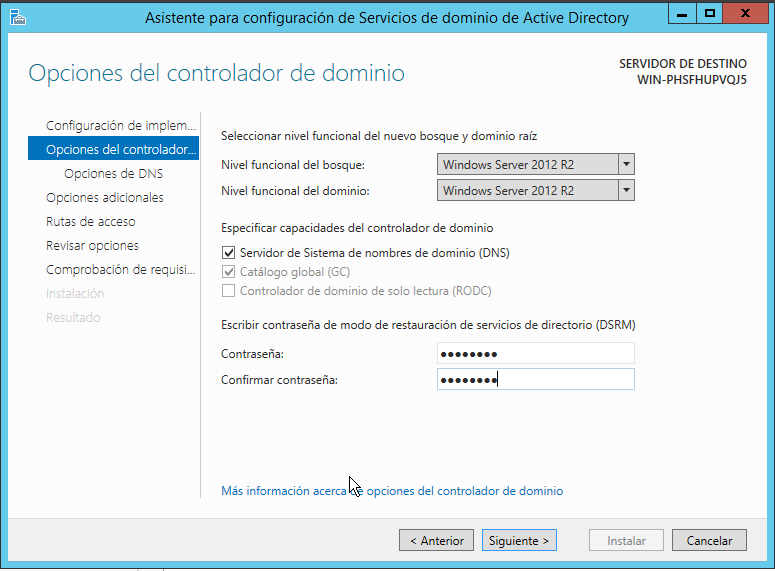 Asistente para configuración de Servicios de dominio de Active Directory
Opciones del controlador de dominio
SERVIDOR DE DESTINO
WIN-PHSFHUPVQJ5
Configuración de implem...
Opciones del controlador...
Opciones de DNS
Opciones adicionales
Rutas de acceso
Revisar opciones
Comprobación de requisi...
Instalación
Resultado
Seleccionar nivel funcional del nuevo bosque y dominio raíz
Nivel funcional del bosque: Windows Server 2012 R2
Nivel funcional del dominio: Windows Server 2012 R2
Especificar capacidades del controlador de dominio
Servidor de Sistema de nombres de dominio (DNS)
Catálogo global (GC)
Controlador de dominio de solo lectura (RODC)
Escribir contraseña de modo de restauración de servicios de directorio (DSRM)
Contraseña: ●●●●●●●●
Confirmar contraseña: ●●●●●●●●
Más información acerca de opciones del controlador de dominio
< Anterior Siguiente > Instalar Cancelar